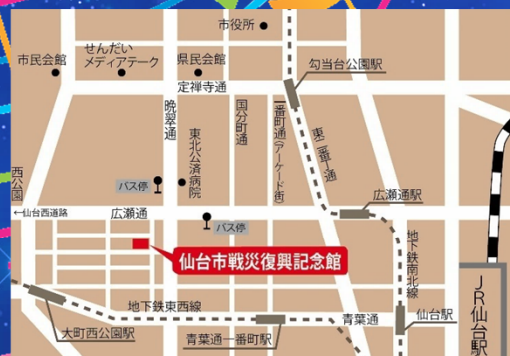 市役所
市民会館
せんだい
メディアテーク
県民会館
勾当台公園駅
定禅寺通
晩翠通
国分町通
一番町通(アーケード街)
東二番丁通
東北公済病院
西公園
バス停
広瀬通駅
←仙台西道路
広瀬通
バス停
地下鉄南北線
仙台市戦災復興記念館
JR仙台駅
地下鉄東西線
青葉通
仙台駅
大町西公園駅
青葉通一番町駅